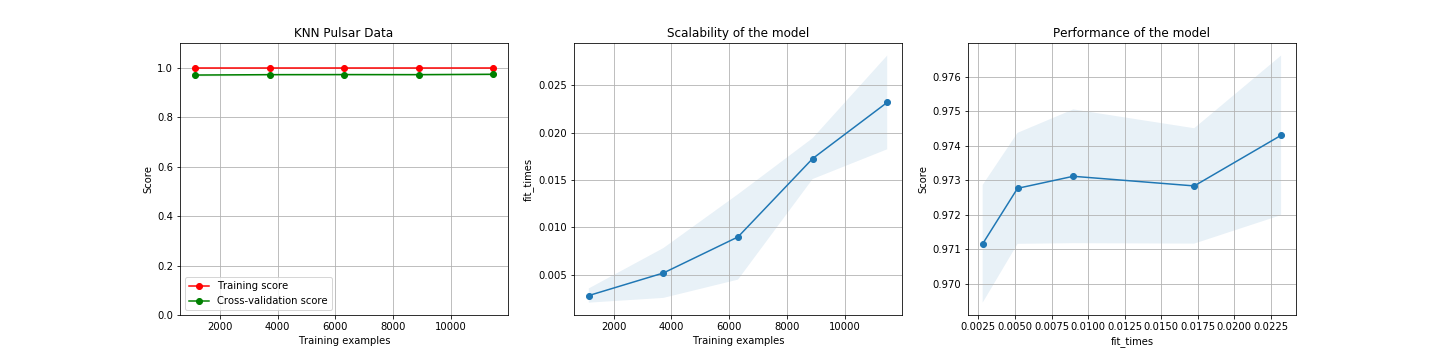 KNN Pulsar Data
1.0
0.8
0.6
0.4
0.2
0.0
Score
Training score
Cross-validation score
2000 4000 6000 8000 10000
Training examples
Scalability of the model
0.025
0.020
0.015
0.010
0.005
fit_times
2000 4000 6000 8000 10000
Training examples
Performance of the model
0.976
0.975
0.974
0.973
0.972
0.971
0.970
Score
0.0025 0.0050 0.0075 0.0100 0.0125 0.0150 0.0175 0.0200 0.0225
fit_times